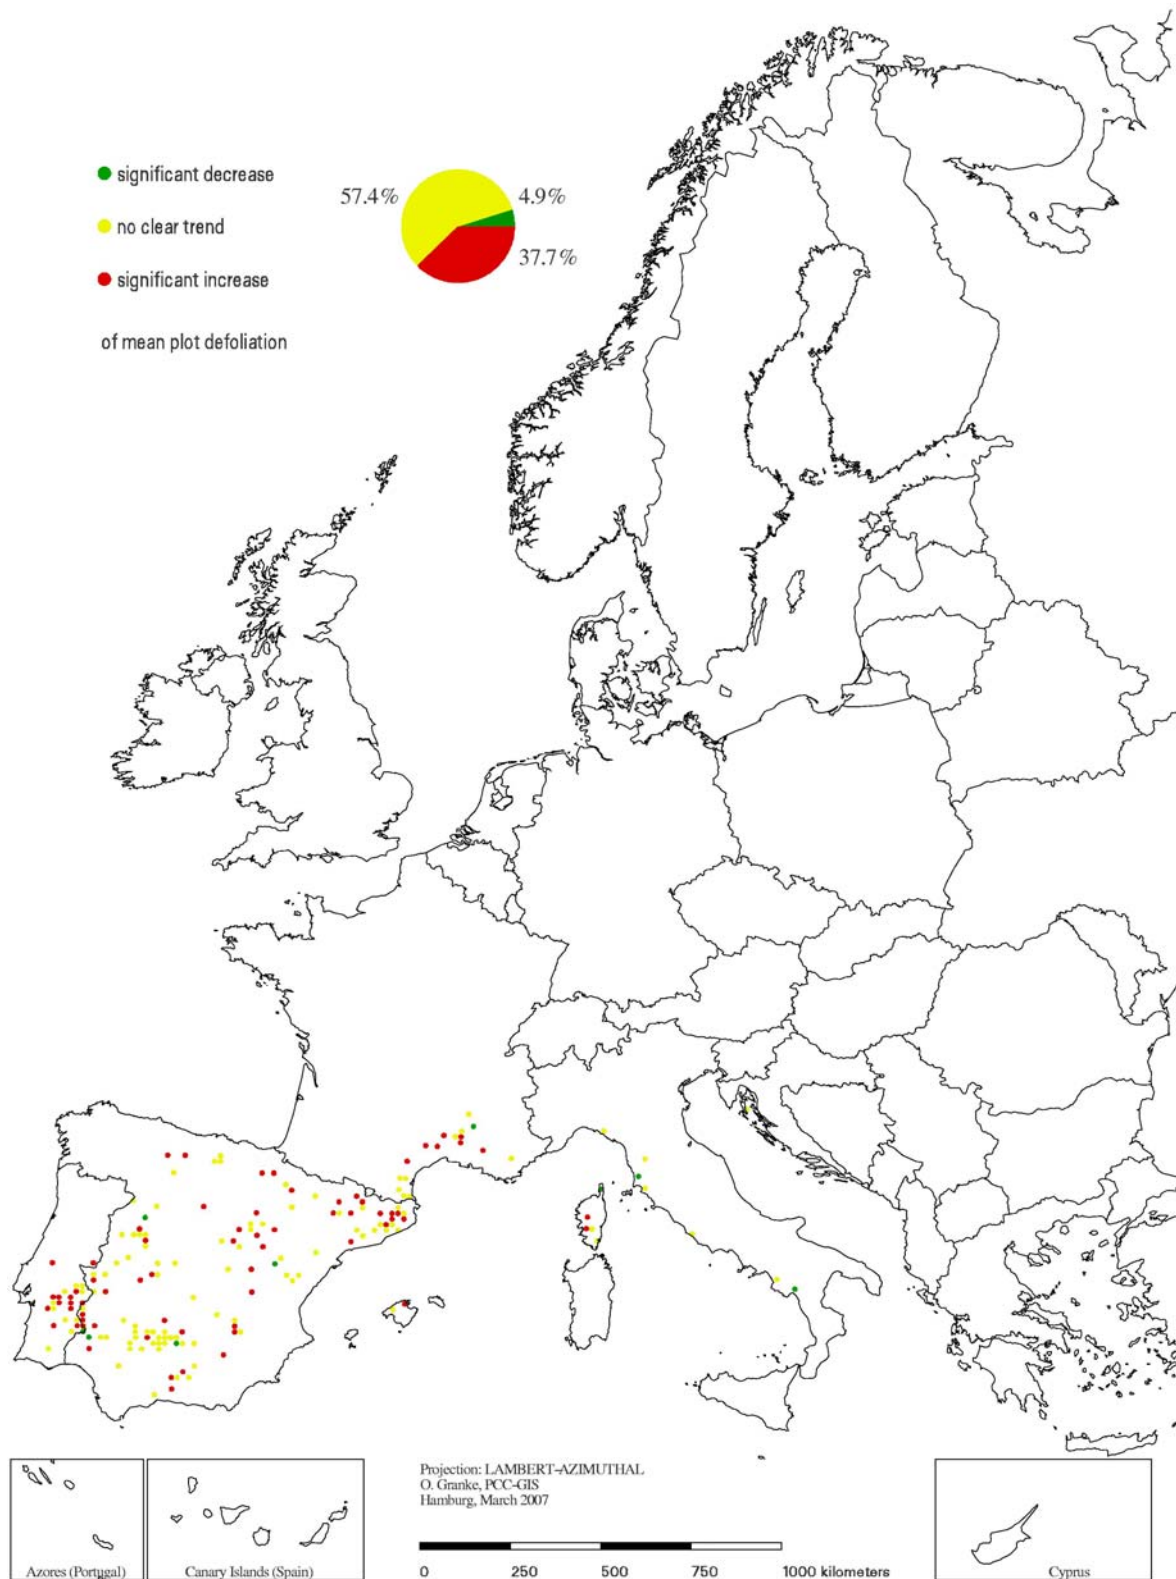 significant decrease
57.4%
4.9%
no clear trend
37.7%
significant increase
of mean plot defoliation
Projection: LAMBERT-AZIMUTHAL
O. Granke, PCC-GIS
Hamburg, March 2007
Azores (Portugal)
Canary Islands (Spain)
0 250 500 750 1000 kilometers
Cyprus